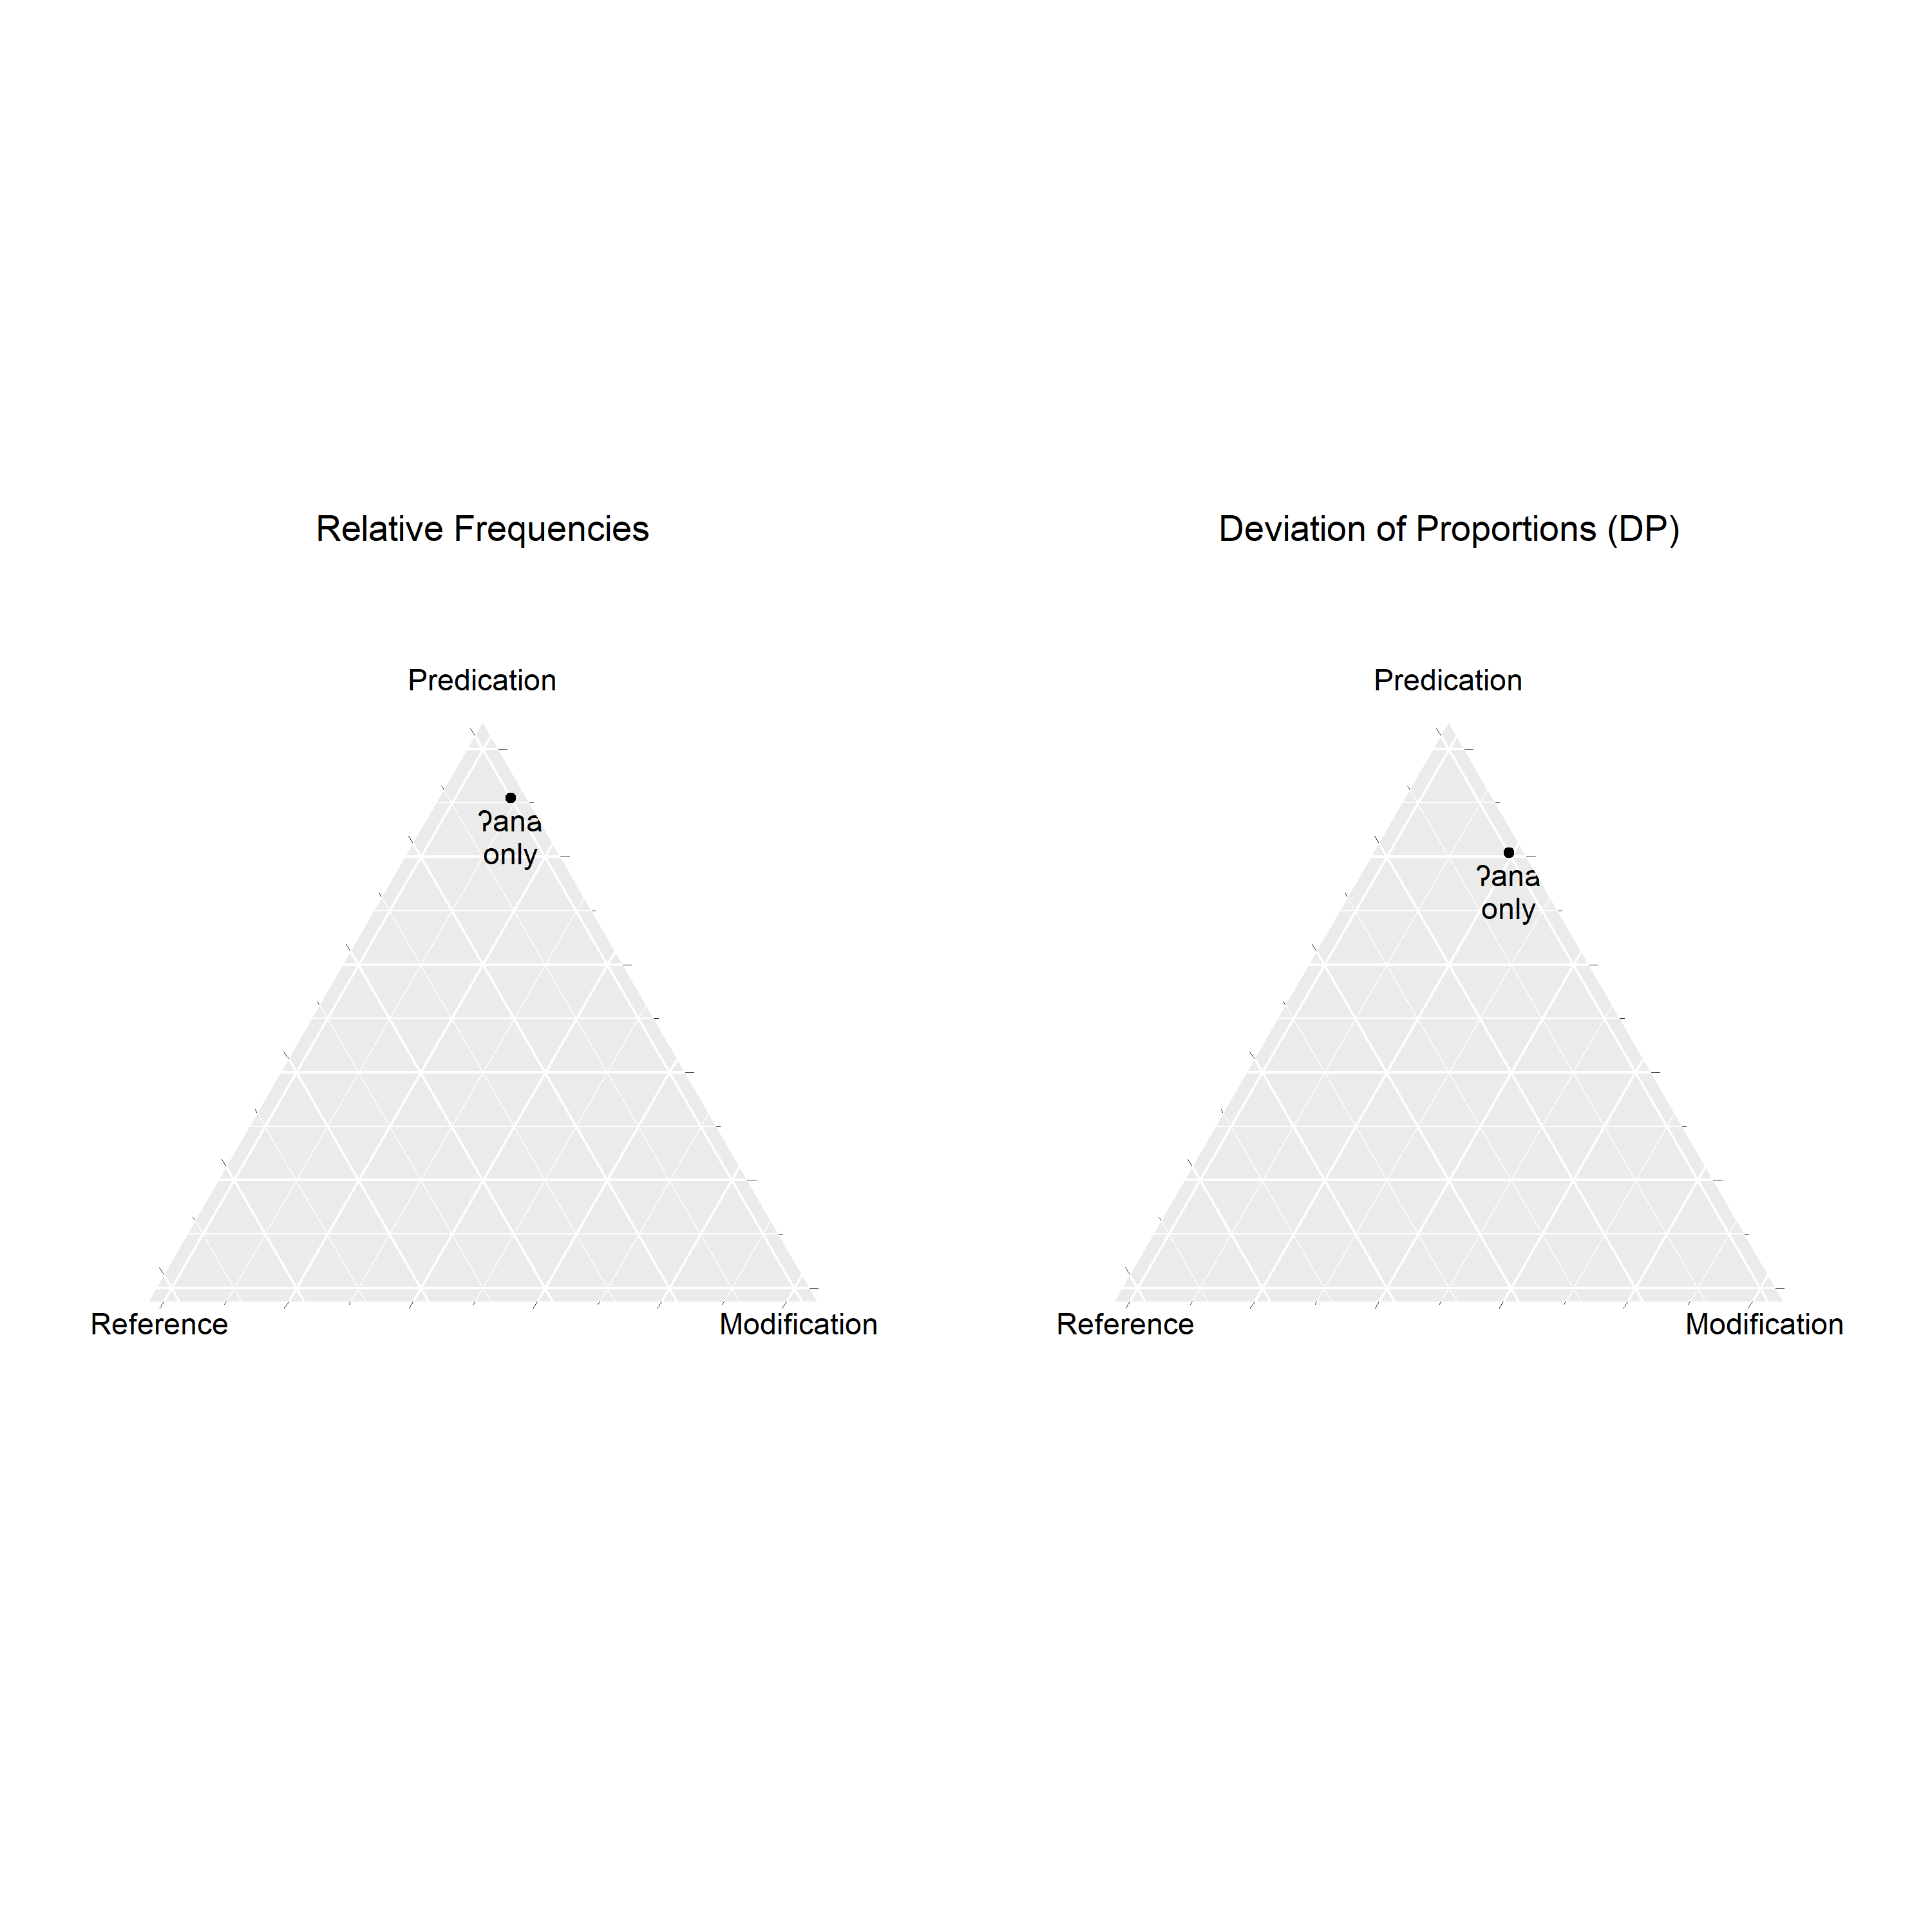 Relative Frequencies
Predication
ʔana
only
Reference
Modification
Deviation of Proportions (DP)
Predication
ʔana
only
Reference
Modification